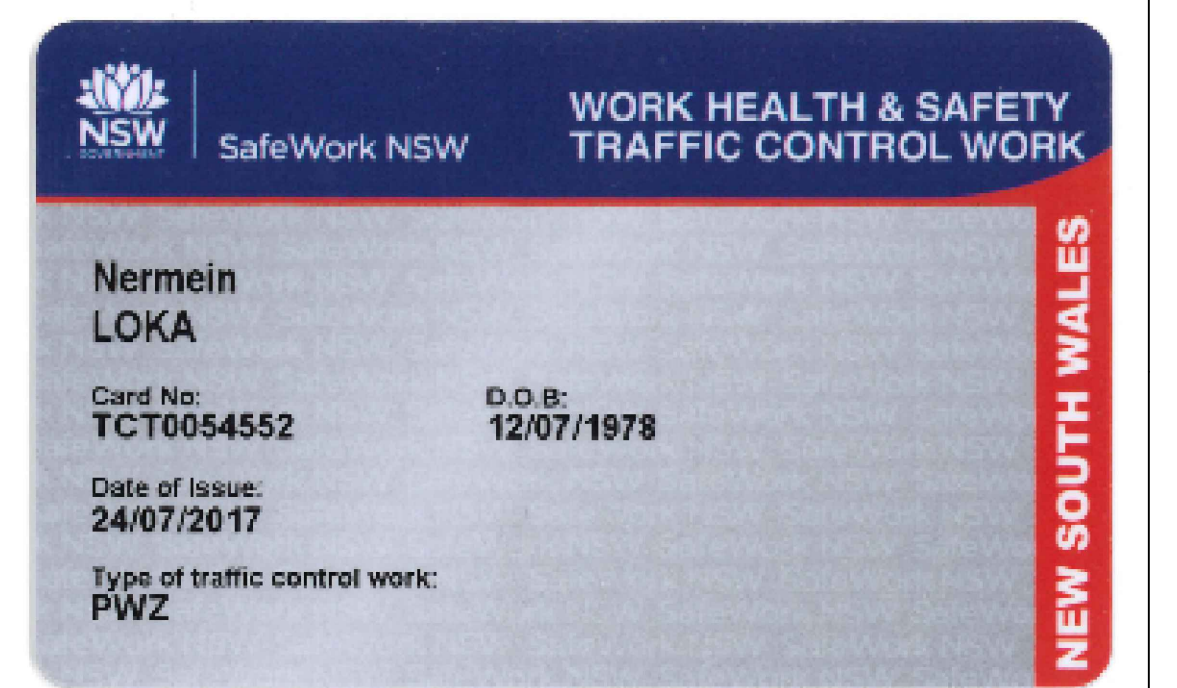 NSW
GOVERNMENT
SafeWork NSW
WORK HEALTH & SAFETY
TRAFFIC CONTROL WORK
NEW SOUTH WALES
Nermein
LOKA
Card No:
TCT0054552
D.O.B:
12/07/1978
Date of Issue:
24/07/2017
Type of traffic control work:
PWZ